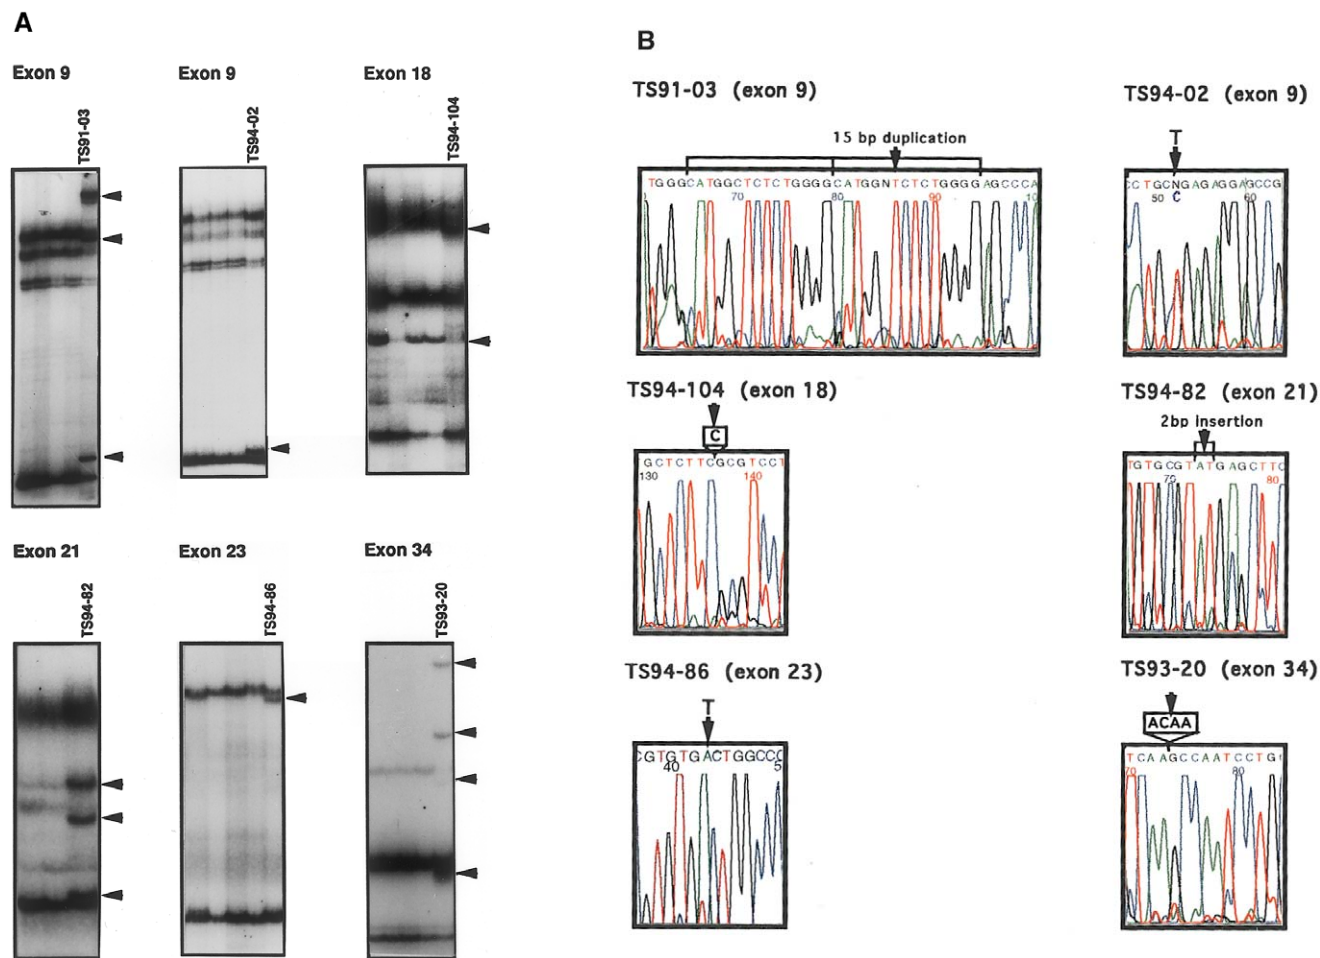 A
Exon 9
TS91-03
Exon 9
TS94-02
Exon 18
TS94-104
Exon 21
TS94-82
Exon 23
TS94-86
Exon 34
TS93-20
B
TS91-03 (exon 9)
15 bp duplication
TGGGCATGGCTCTCTGGGGCATGGNTCTCTGGGGAGCCCA
70 80 90 10
TS94-02 (exon 9)
T
CCTGCNGAGAGGAGCCG
50 C 60
TS94-104 (exon 18)
C
GCTCTTCGCGTCCT
130 140
TS94-82 (exon 21)
2bp insertion
TGTGCGTATGAGCTTC
70 80
TS94-86 (exon 23)
T
CGTGTGACTGGCCC
40 5
TS93-20 (exon 34)
ACAA
TCAAGCCAATCCTG
70 80